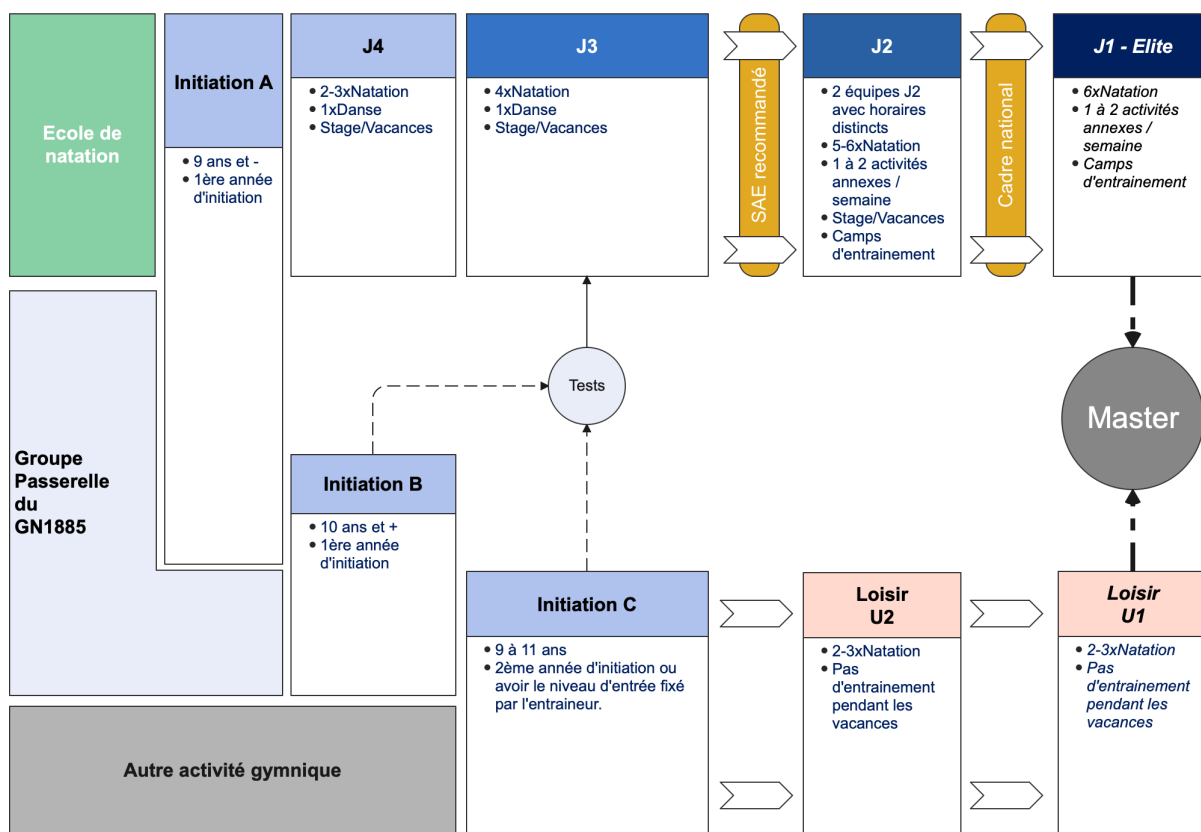 Ecole de
natation
Initiation A
9 ans et -
1ère année
d'initiation
J4
2-3xNatation
1xDanse
Stage/Vacances
J3
4xNatation
1xDanse
Stage/Vacances
SAE recommandé
J2
2 équipes J2
avec horaires
distincts
5-6xNatation
1 à 2 activités
annexes /
semaine
Stage/Vacances
Camps
d'entrainement
Cadre national
J1 - Elite
6xNatation
1 à 2 activités
annexes /
semaine
Camps
d'entrainement
Tests
Master
Groupe
Passerelle
du
GN1885
Initiation B
10 ans et +
1ère année
d'initiation
Initiation C
9 à 11 ans
2ème année d'initiation ou
avoir le niveau d'entrée fixé
par l'entraineur.
Loisir
U2
2-3xNatation
Pas
d'entrainement
pendant les
vacances
Loisir
U1
2-3xNatation
Pas
d'entrainement
pendant les
vacances
Autre activité gymnique